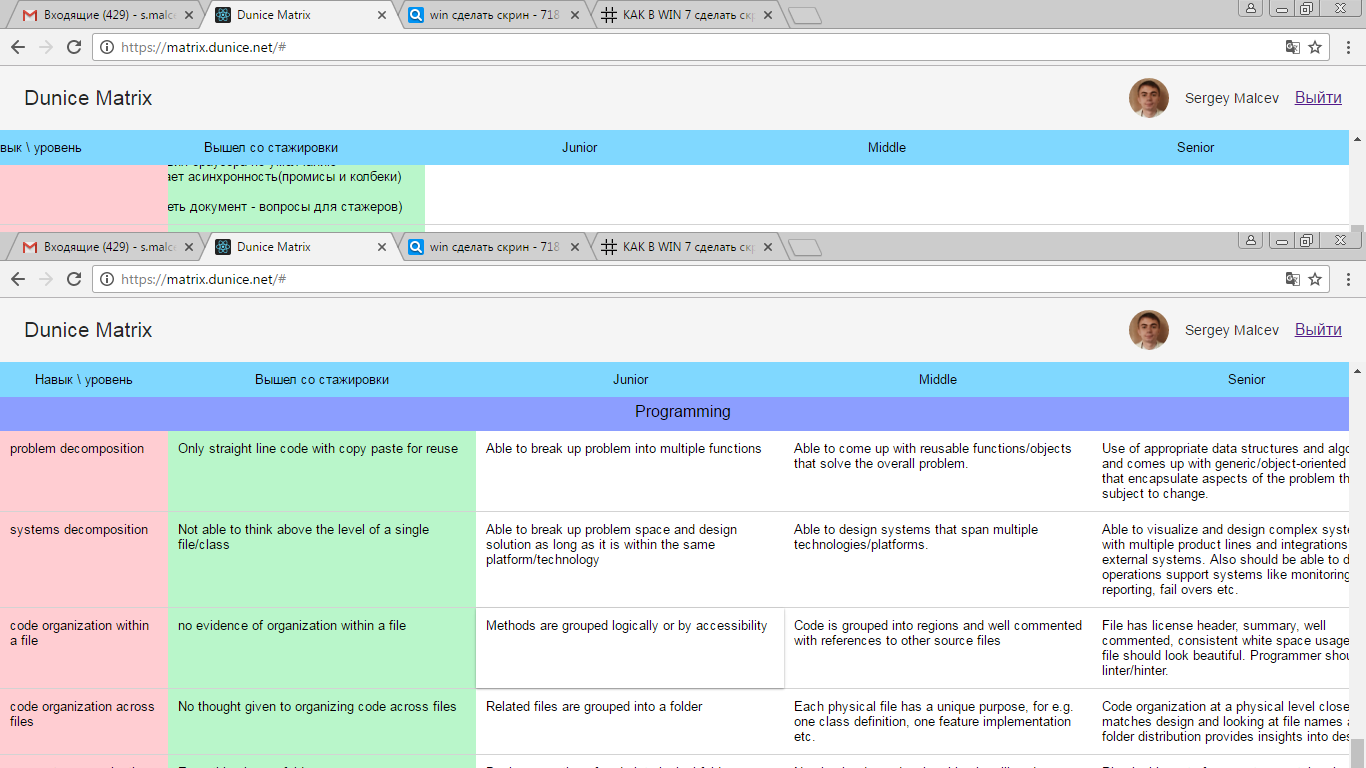 Входящие (429) - s.malce Dunice Matrix win сделать скрин - 718 КАК В WIN 7 сделать скр
https://matrix.dunice.net/#
Dunice Matrix Sergey Malcev Выйти
вык \ уровень Вышел со стажировки Junior Middle Senior
ает асинхронность(промисы и колбеки)
еть документ - вопросы для стажеров)
Входящие (429) - s.malce Dunice Matrix win сделать скрин - 718 КАК В WIN 7 сделать скр
https://matrix.dunice.net/#
Dunice Matrix Sergey Malcev Выйти
Навык \ уровень Вышел со стажировки Junior Middle Senior
Programming
problem decomposition
Only straight line code with copy paste for reuse
Able to break up problem into multiple functions
Able to come up with reusable functions/objects
that solve the overall problem.
Use of appropriate data structures and algo
and comes up with generic/object-oriented
that encapsulate aspects of the problem th
subject to change.
systems decomposition
Not able to think above the level of a single
file/class
Able to break up problem space and design
solution as long as it is within the same
platform/technology
Able to design systems that span multiple
technologies/platforms.
Able to visualize and design complex syste
with multiple product lines and integrations
external systems. Also should be able to d
operations support systems like monitoring
reporting, fail overs etc.
code organization within
a file
no evidence of organization within a file
Methods are grouped logically or by accessibility
Code is grouped into regions and well commented
with references to other source files
File has license header, summary, well
commented, consistent white space usage
file should look beautiful. Programmer shou
linter/hinter.
code organization across
files
No thought given to organizing code across files
Related files are grouped into a folder
Each physical file has a unique purpose, for e.g.
one class definition, one feature implementation
etc.
Code organization at a physical level close
matches design and looking at file names a
folder distribution provides insights into des